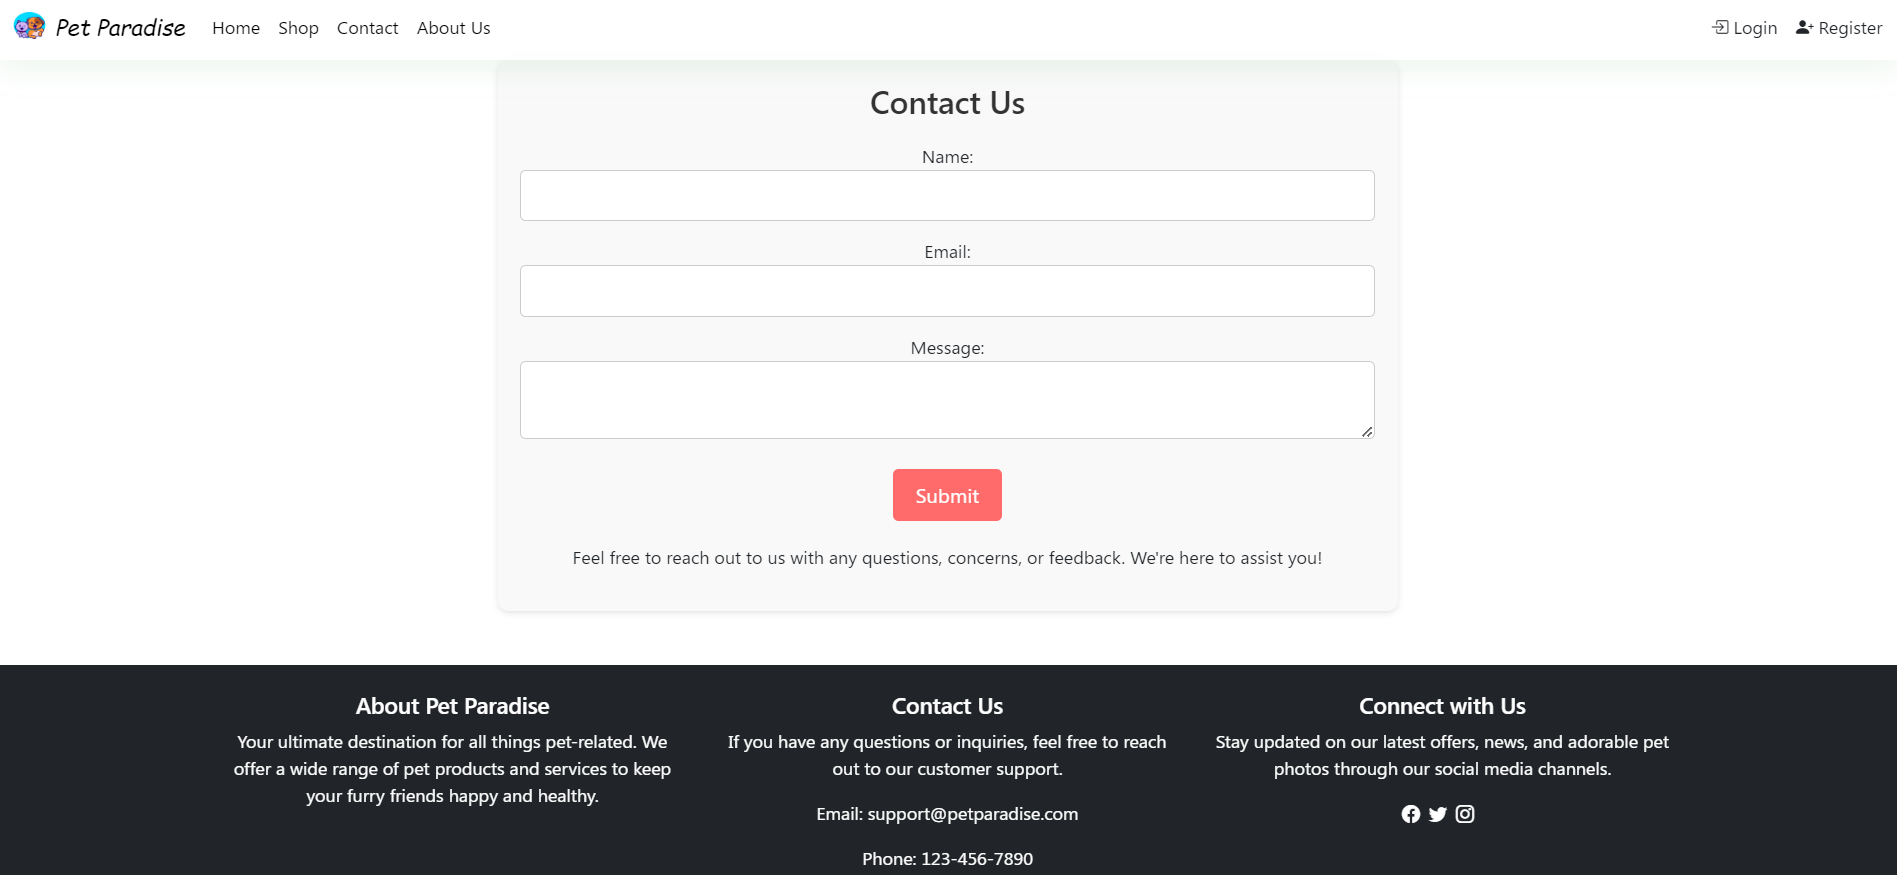 Pet Paradise Home Shop Contact About Us Login Register
Contact Us
Name:
Email:
Message:
Submit
Feel free to reach out to us with any questions, concerns, or feedback. We're here to assist you!
About Pet Paradise
Your ultimate destination for all things pet-related. We
offer a wide range of pet products and services to keep
your furry friends happy and healthy.
Contact Us
If you have any questions or inquiries, feel free to reach
out to our customer support.
Email: support@petparadise.com
Phone: 123-456-7890
Connect with Us
Stay updated on our latest offers, news, and adorable pet
photos through our social media channels.